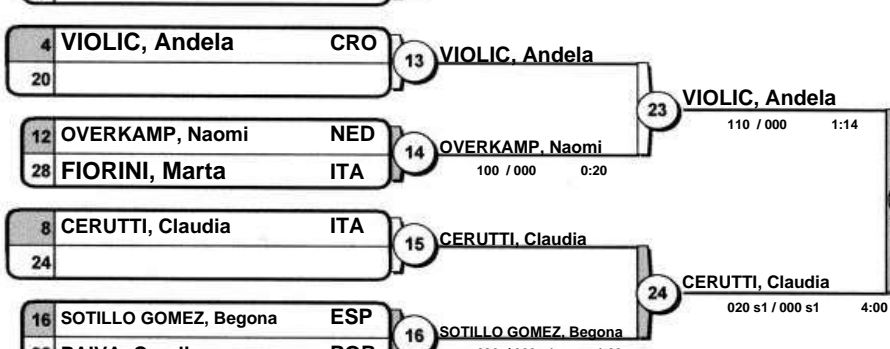 4 VIOLIC, Andela CRO
20
13 VIOLIC, Andela
12 OVERKAMP, Naomi NED
28 FIORINI, Marta ITA
14 OVERKAMP, Naomi
100 / 000 0:20
23 VIOLIC, Andela
110 / 000 1:14
8 CERUTTI, Claudia ITA
24
15 CERUTTI, Claudia
16 SOTILLO GOMEZ, Begona ESP
16 SOTILLO GOMEZ, Begona
24 CERUTTI, Claudia
020 s1 / 000 s1 4:00